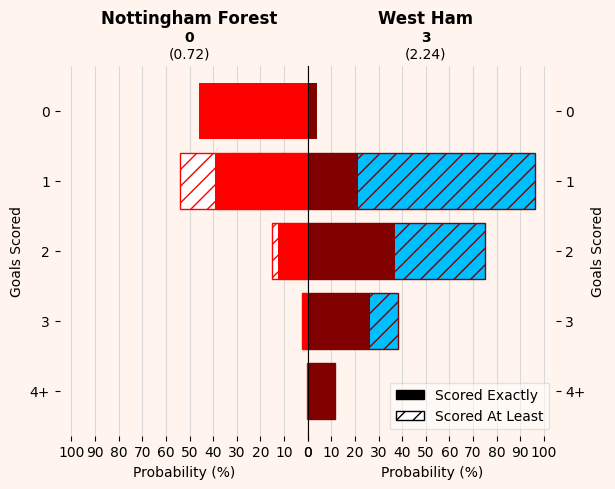 Nottingham Forest West Ham
0 3
(0.72) (2.24)
0 0
1 1
2 2
3 3
4+ 4+
Goals Scored
Goals Scored
Scored Exactly
Scored At Least
100 90 80 70 60 50 40 30 20 10 0 0 10 20 30 40 50 60 70 80 90 100
Probability (%) Probability (%)